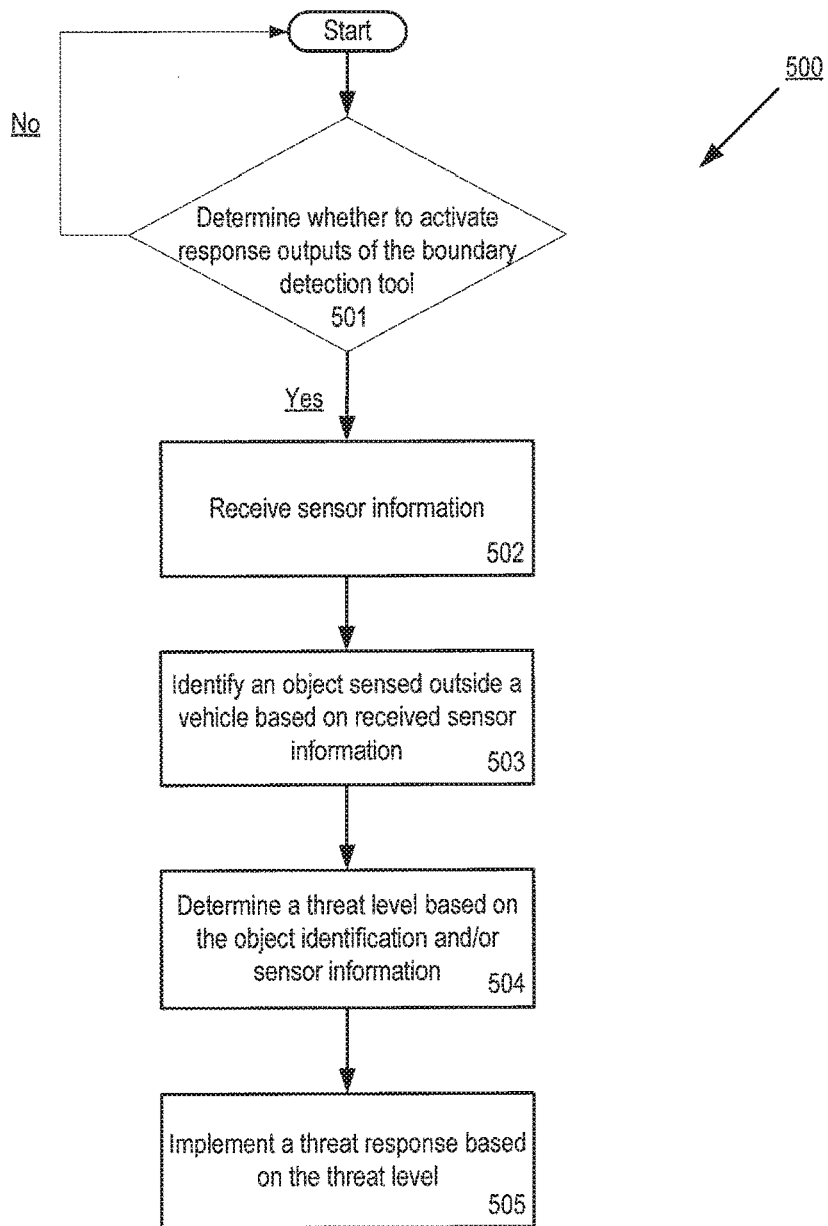 Start
500
No
Determine whether to activate
response outputs of the boundary
detection tool
501
Yes
Receive sensor information
502
Identify an object sensed outside a
vehicle based on received sensor
information
503
Determine a threat level based on
the object identification and/or
sensor information
504
Implement a threat response based
on the threat level
505